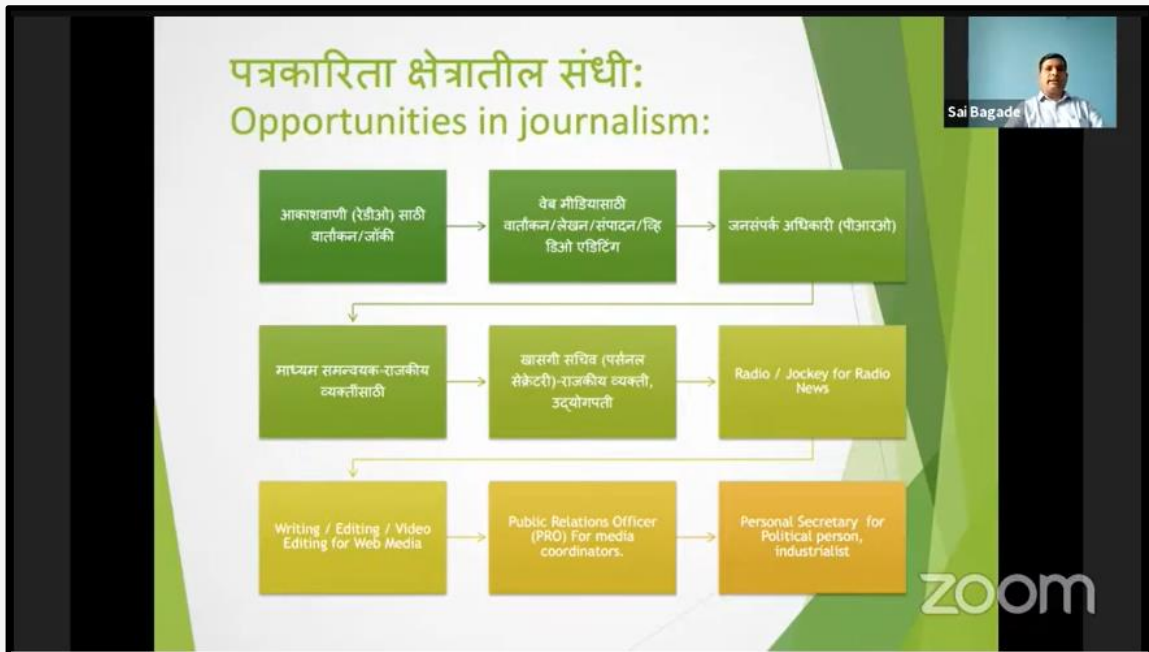 पत्रकारिता क्षेत्रातील संधी:
Opportunities in journalism:
Sai Bagade
आकाशवाणी (रेडीओ) साठी
वार्तांकन/जॉकी
वेब मीडियासाठी
वार्तांकन/लेखन/संपादन/व्हि
डिओ एडिटिंग
जनसंपर्क अधिकारी (पीआरओ)
माध्यम समन्वयक-राजकीय
व्यक्तींसाठी
खासगी सचिव (पर्सनल
सेक्रेटरी)-राजकीय व्यक्ती,
उद्योगपती
Radio / Jockey for Radio
News
Writing / Editing / Video
Editing for Web Media
Public Relations Officer
(PRO) For media
coordinators.
Personal Secretary for
Political person,
industrialist
zoom